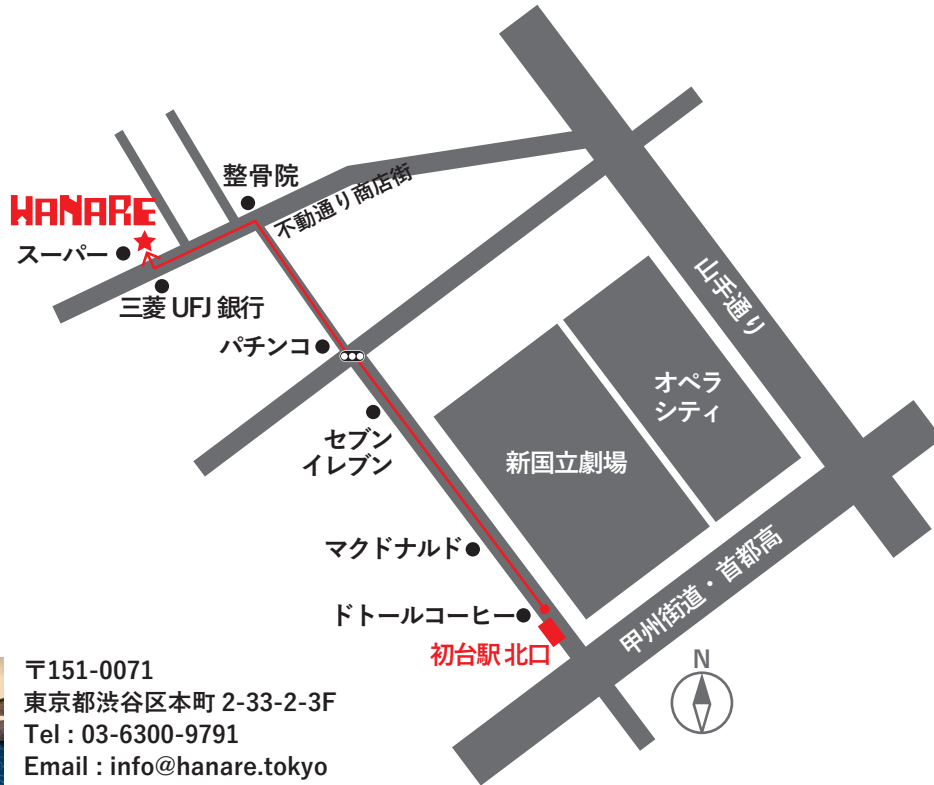 整骨院
不動通り商店街
HANARE
スーパー
三菱 UFJ 銀行
パチンコ
山手通り
オペラ
シティ
セブン
イレブン
新国立劇場
マクドナルド
ドトールコーヒー
初台駅 北口
甲州街道・首都高
N
〒151-0071
東京都渋谷区本町 2-33-2-3F
Tel : 03-6300-9791
Email : info@hanare.tokyo